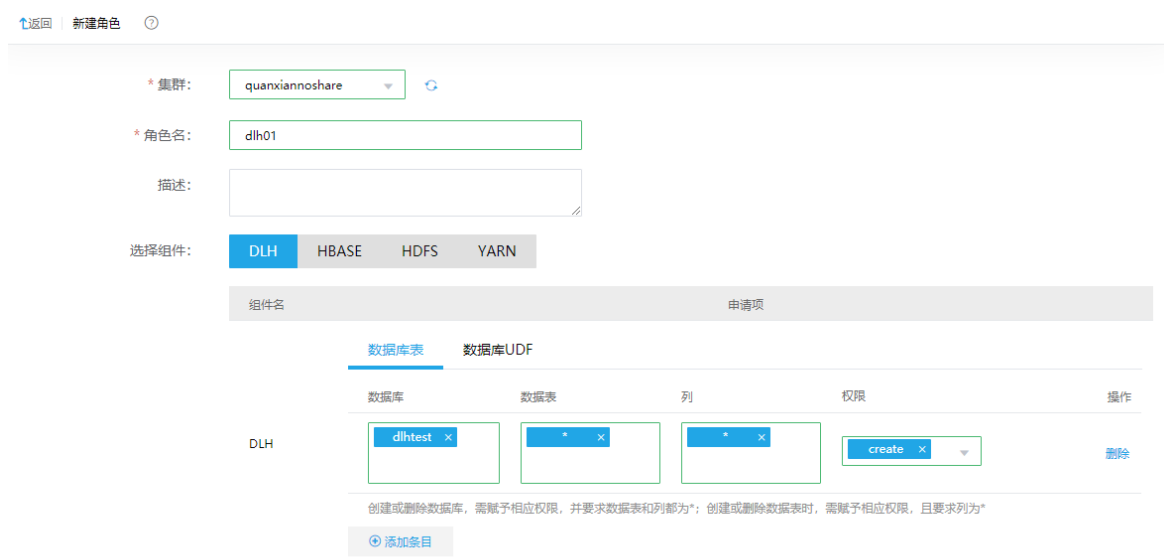 返回 新建角色 ?
* 集群： quanxiannoshare
* 角色名： dlh01
描述：
选择组件： DLH HBASE HDFS YARN
组件名 申请项
数据库表 数据库UDF
数据库 数据表 列 权限 操作
DLH dlhtest × * × * × create × 删除
创建或删除数据库，需赋予相应权限，并要求数据表和列都为*；创建或删除数据表时，需赋予相应权限，且要求列为*
添加条目